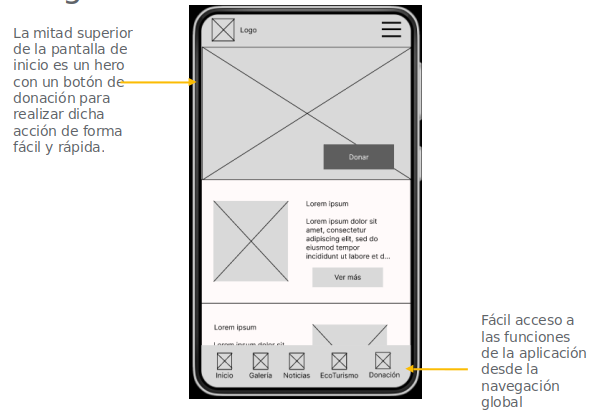 La mitad superior
de la pantalla de
inicio es un hero
con un botón de
donación para
realizar dicha
acción de forma
fácil y rápida.
Logo
Donar
Lorem ipsum
Lorem ipsum dolor sit
amet, consectetur
adipiscing elit, sed do
eiusmod tempor
incididunt ut labore et d...
Ver más
Lorem ipsum
Lorem ipsum dolor sit
Inicio
Galería
Noticias
EcoTurismo
Donación
Fácil acceso a
las funciones
de la aplicación
desde la
navegación
global